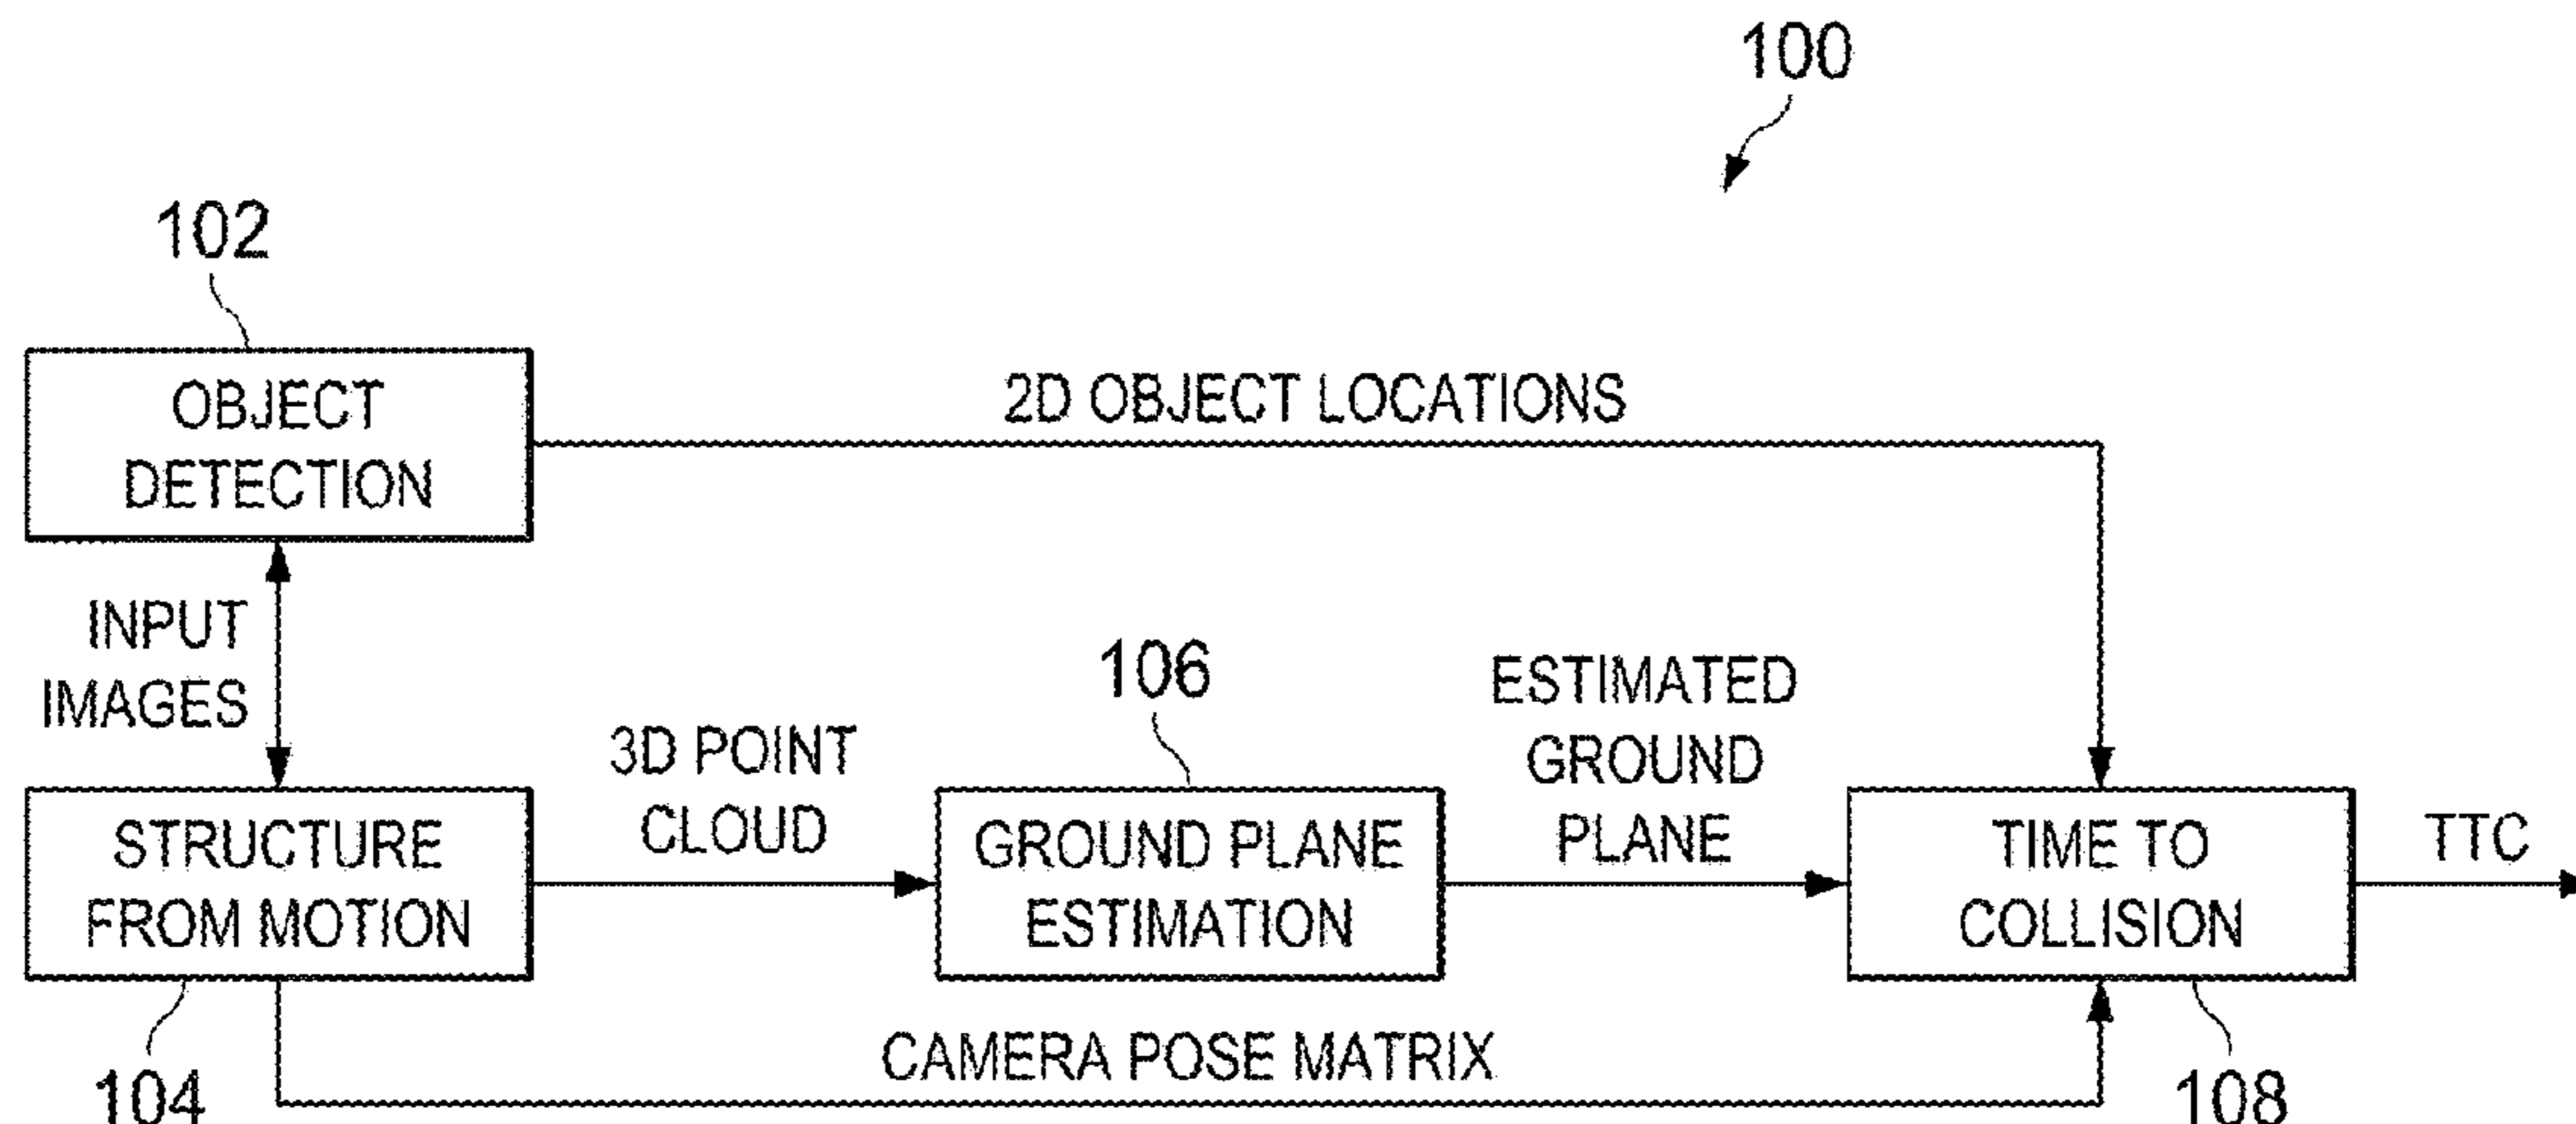 100
102
OBJECT
DETECTION
2D OBJECT LOCATIONS
INPUT
IMAGES
106
3D POINT
CLOUD
ESTIMATED
GROUND
PLANE
STRUCTURE
FROM MOTION
GROUND PLANE
ESTIMATION
TIME TO
COLLISION
TTC
CAMERA POSE MATRIX
104
108